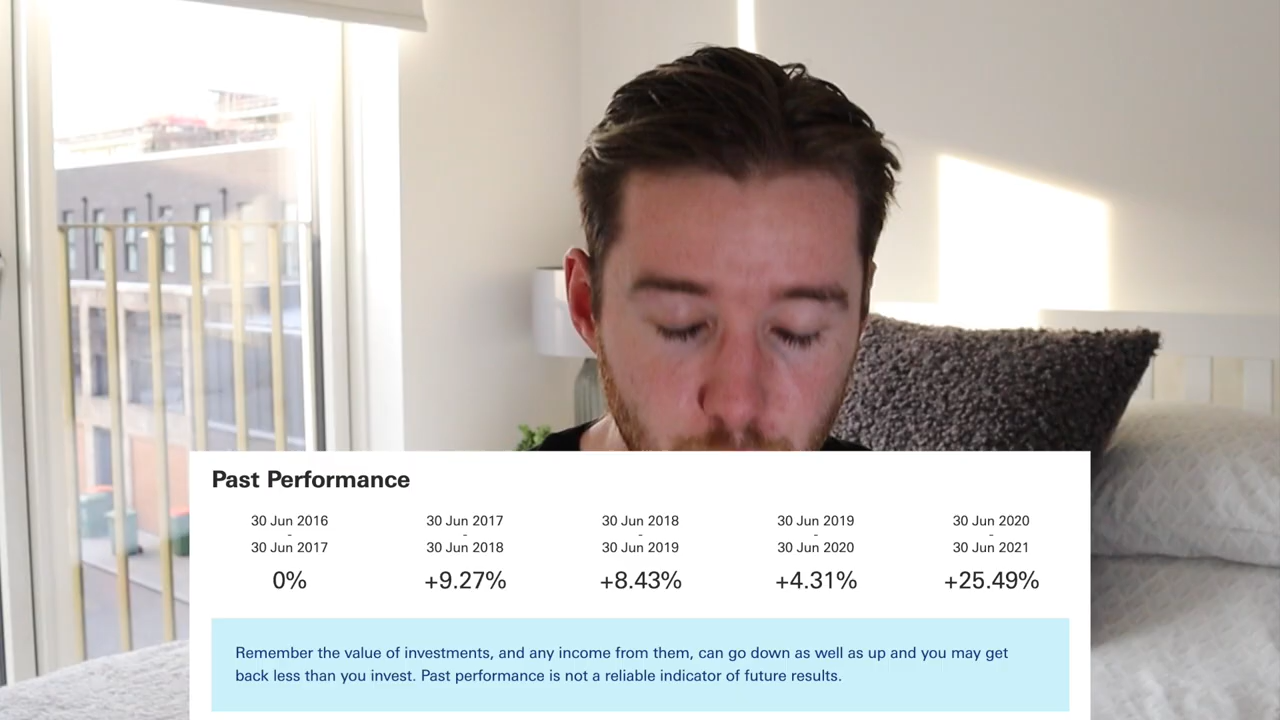 Past Performance
30 Jun 2016 30 Jun 2017 30 Jun 2018 30 Jun 2019 30 Jun 2020
- - - - -
30 Jun 2017 30 Jun 2018 30 Jun 2019 30 Jun 2020 30 Jun 2021
0% +9.27% +8.43% +4.31% +25.49%
Remember the value of investments, and any income from them, can go down as well as up and you may get
back less than you invest. Past performance is not a reliable indicator of future results.